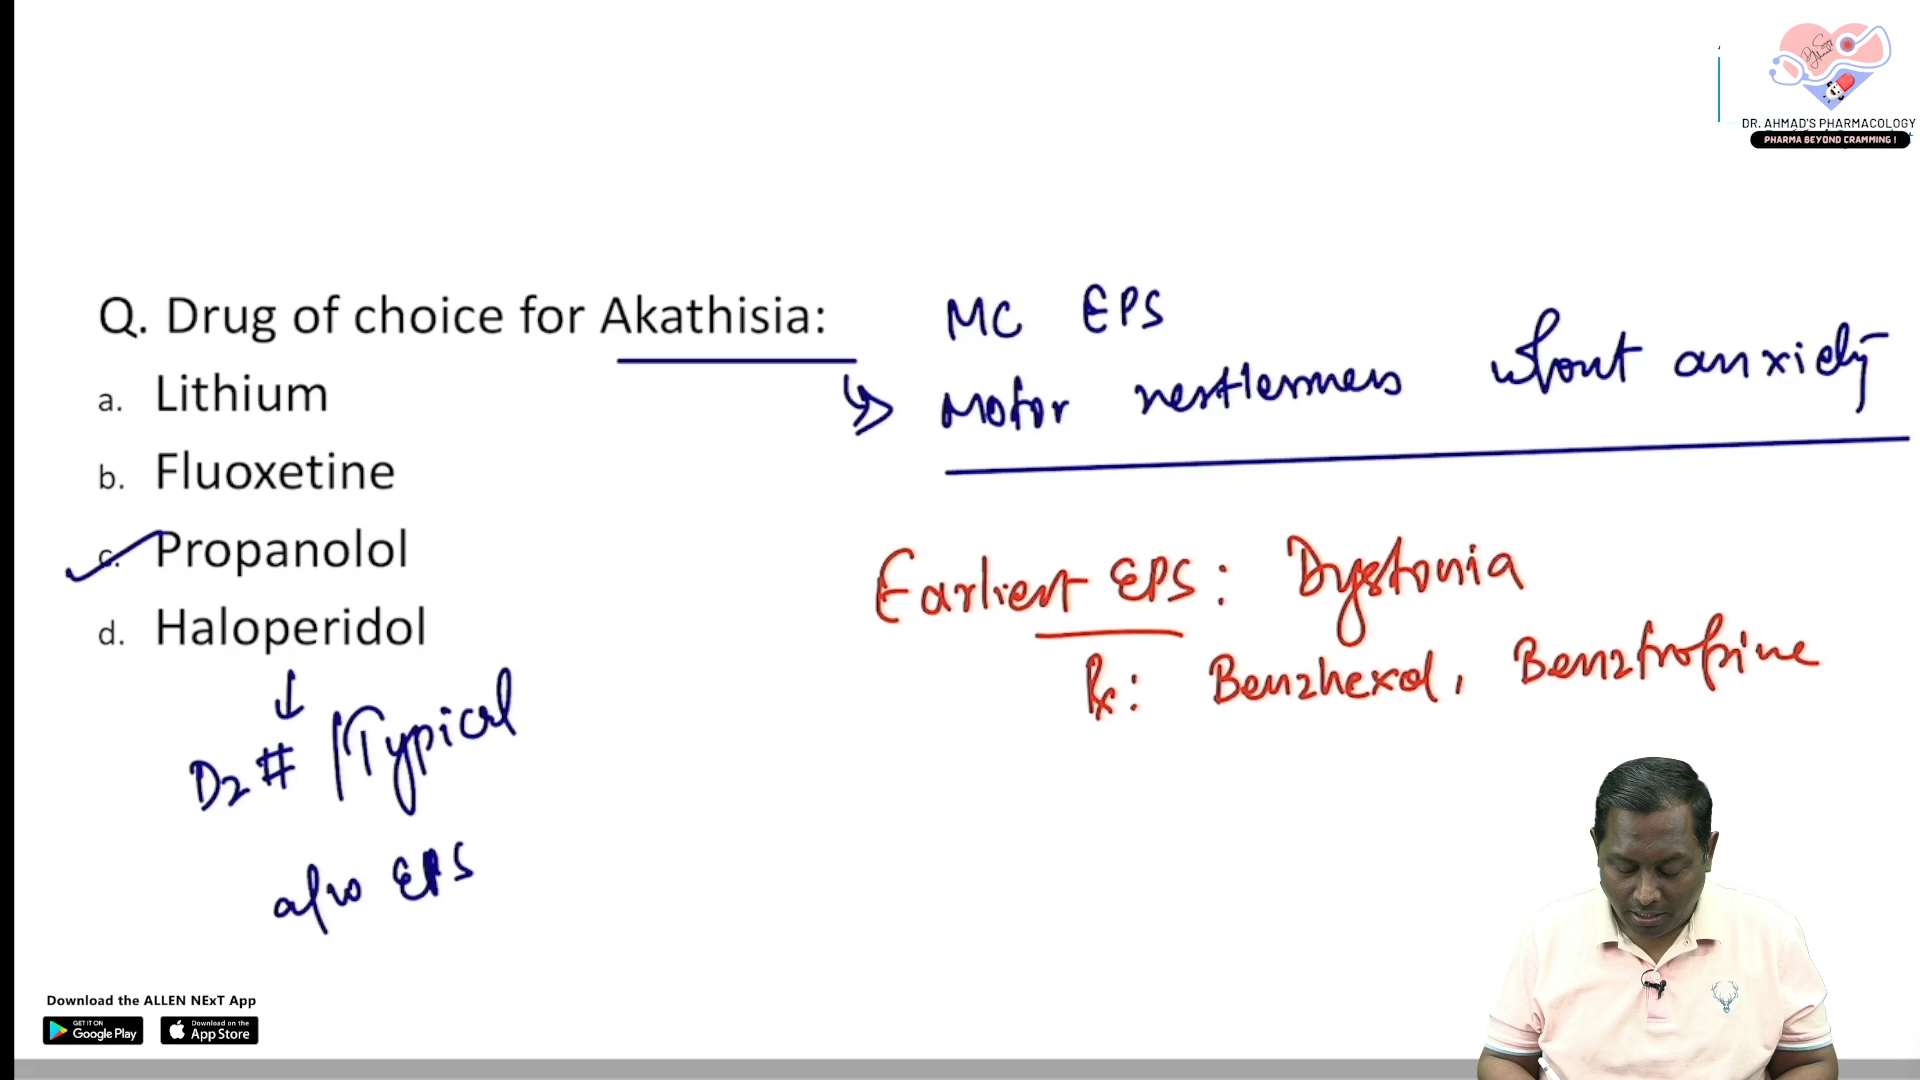 DR. AHMAD'S PHARMACOLOGY
PHARMA BEYOND CRAMMING !
Q. Drug of choice for Akathisia:
a. Lithium
b. Fluoxetine
c. Propanolol
d. Haloperidol
MC EPS
Motor restlessness without anxiety
Earliest EPS: Dystonia
Rx: Benzhexol, Benztropine
D2 # / Typical
EPS
Download the ALLEN NExT App
GET IT ON Google Play
Download on the App Store